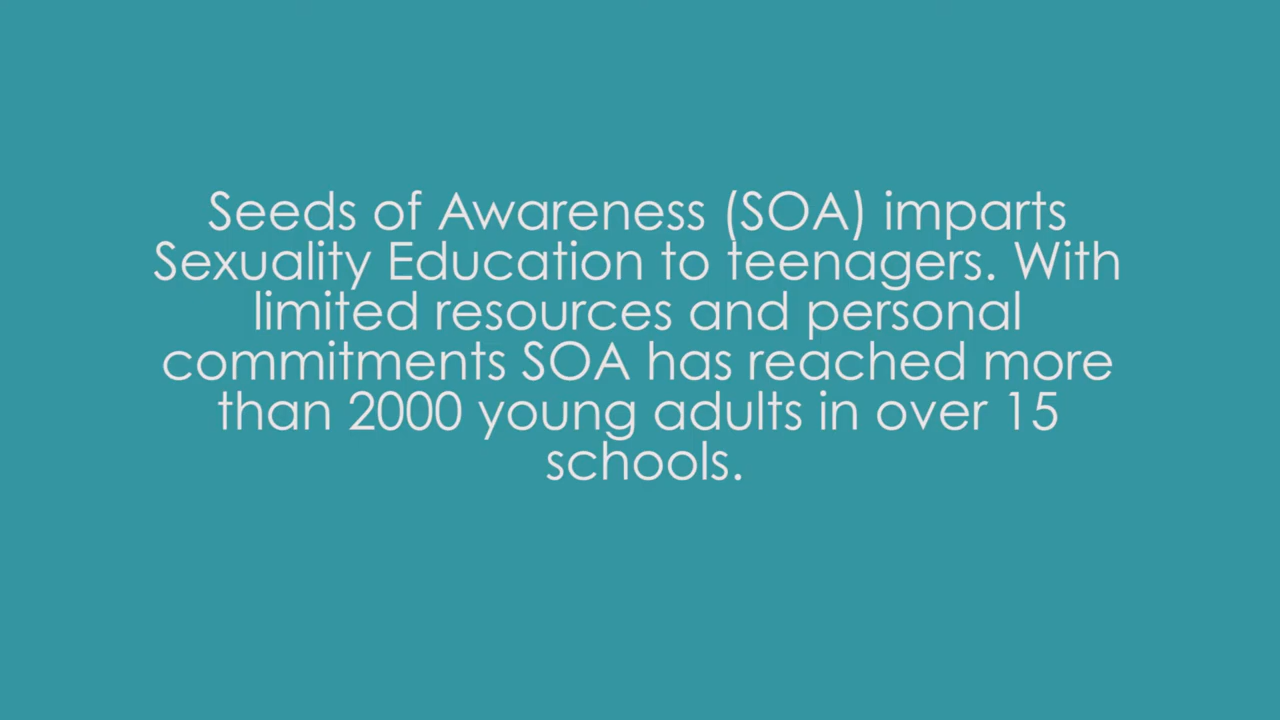 Seeds of Awareness (SOA) imparts
Sexuality Education to teenagers. With
limited resources and personal
commitments SOA has reached more
than 2000 young adults in over 15
schools.